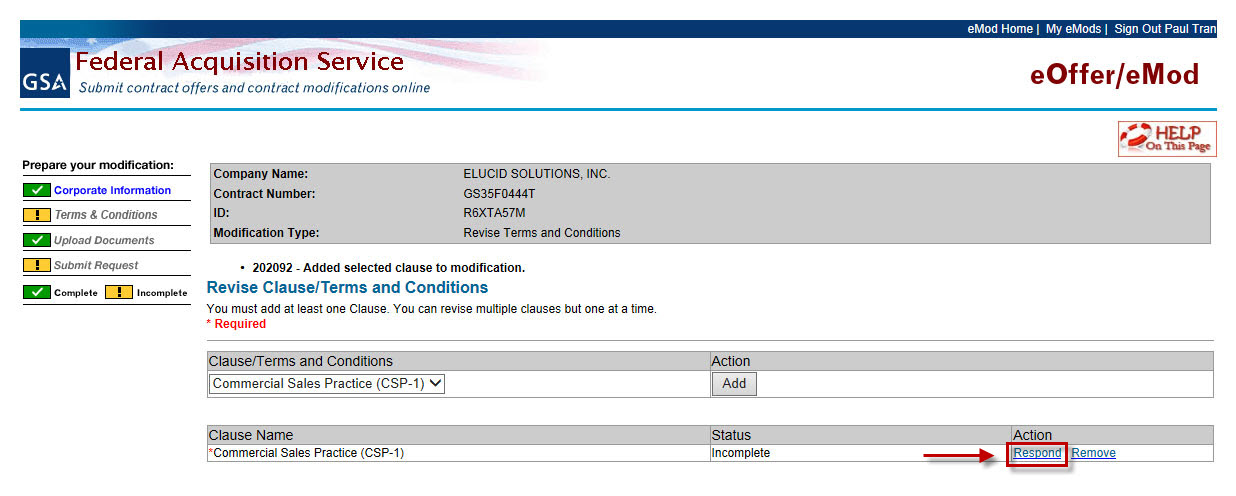 eMod Home | My eMods | Sign Out Paul Tran
GSA
Federal Acquisition Service
Submit contract offers and contract modifications online
eOffer/eMod
HELP
On This Page
Prepare your modification:
Corporate Information
! Terms & Conditions
Upload Documents
! Submit Request
Complete ! Incomplete
Company Name: ELUCID SOLUTIONS, INC.
Contract Number: GS35F0444T
ID: R6XTA57M
Modification Type: Revise Terms and Conditions
• 202092 - Added selected clause to modification.
Revise Clause/Terms and Conditions
You must add at least one Clause. You can revise multiple clauses but one at a time.
* Required
Clause/Terms and Conditions Action
Commercial Sales Practice (CSP-1) Add
Clause Name Status Action
*Commercial Sales Practice (CSP-1) Incomplete Respond Remove